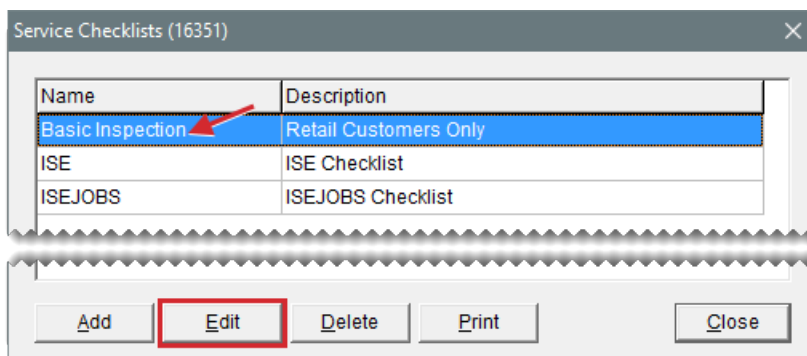 Service Checklists (16351)
Name Description
Basic Inspection Retail Customers Only
ISE ISE Checklist
ISEJOBS ISEJOBS Checklist
Add Edit Delete Print Close